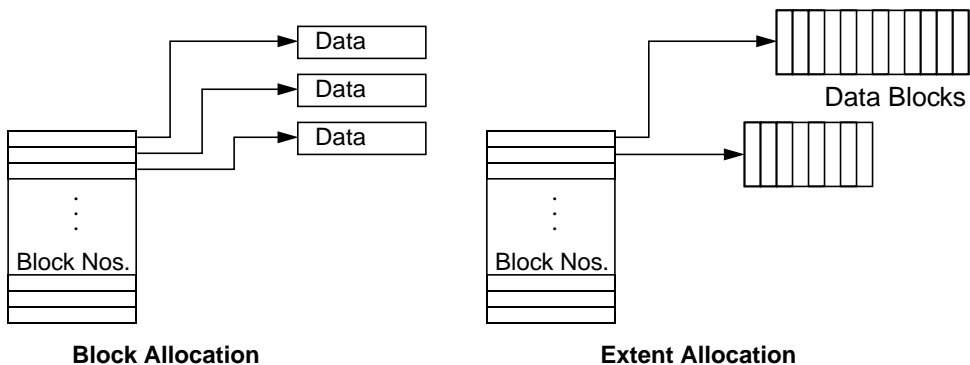 Data
Data
Data
Block Nos.
Block Allocation
Data Blocks
Block Nos.
Extent Allocation